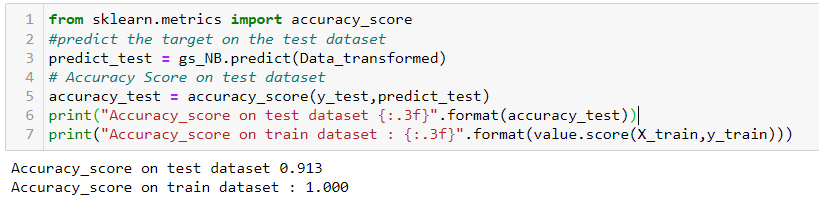 1 from sklearn.metrics import accuracy_score
2 #predict the target on the test dataset
3 predict_test = gs_NB.predict(Data_transformed)
4 # Accuracy Score on test dataset
5 accuracy_test = accuracy_score(y_test,predict_test)
6 print("Accuracy_score on test dataset {:.3f}".format(accuracy_test))
7 print("Accuracy_score on train dataset : {:.3f}".format(value.score(X_train,y_train)))
Accuracy_score on test dataset 0.913
Accuracy_score on train dataset : 1.000